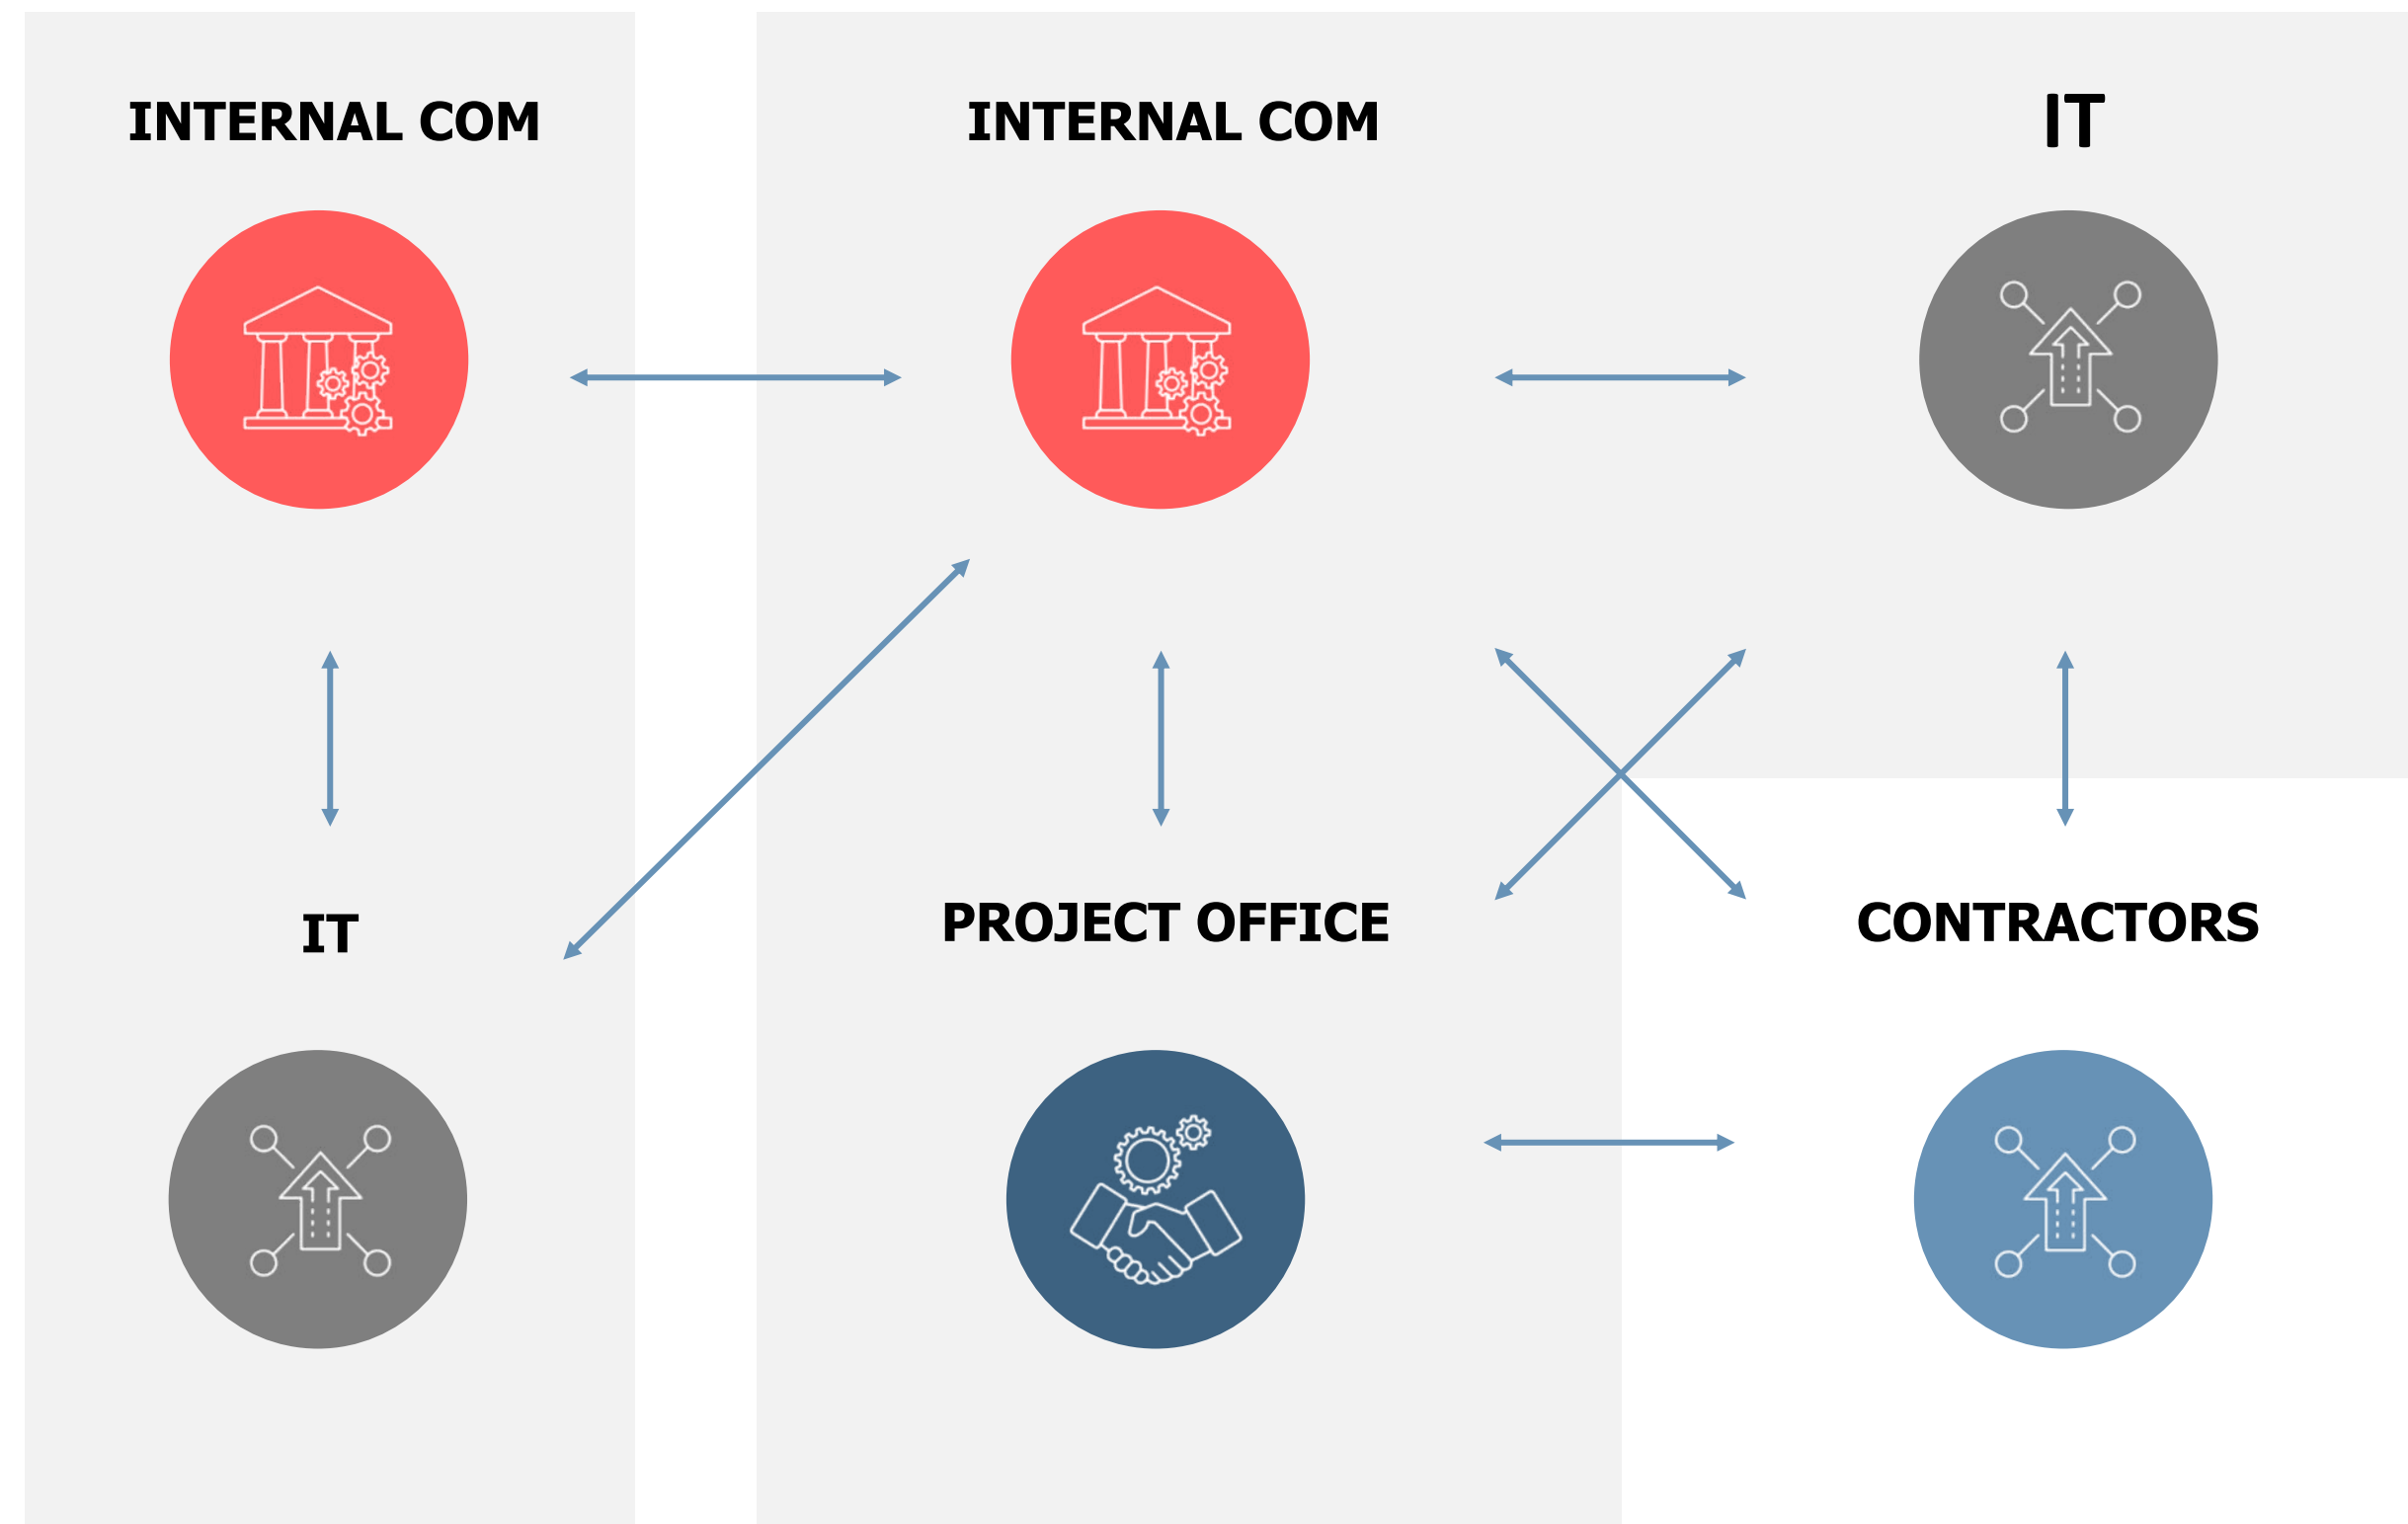 INTERNAL COM
INTERNAL COM
IT
IT
PROJECT OFFICE
CONTRACTORS